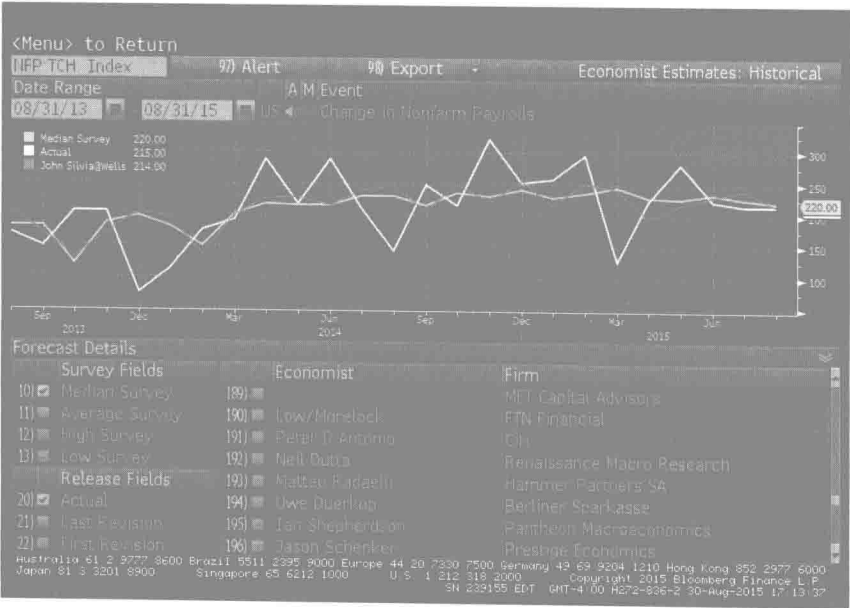 <Menu> to Return
NFP TCH Index 97) Alert 98) Export Economist Estimates: Historical
Date Range A M Event
08/31/13 08/31/15 US Change in Nonfarm Payrolls
Median Survey 220.00
Actual 215.00
John Silvia@Wells 214.00
300
250
220.00
200
150
100
Sep Dec Mar Jun Sep Dec Mar Jun
2013 2014 2015
Forecast Details
Survey Fields Economist Firm
10) Median Survey 189) MET Capital Advisors
11) Average Survey 190) Low/Morelock FTN Financial
12) High Survey 191) Peter D Antonio Citi
13) Low Survey 192) Neil Dutta Renaissance Macro Research
Release Fields 193) Matteo Radaelli Hammer Partners SA
20) Actual 194) Uwe Duerkop Berliner Sparkasse
21) Last Revision 195) Ian Shepherdson Pantheon Macroeconomics
22) First Revision 196) Jason Schenker Prestige Economics
Australia 61 2 9777 8600 Brazil 5511 2395 9000 Europe 44 20 7330 7500 Germany 49 69 9204 1210 Hong Kong 852 2977 6000
Japan 81 3 3201 8900 Singapore 65 6212 1000 U.S. 1 212 318 2000 Copyright 2015 Bloomberg Finance L.P.
SN 239155 EDT GMT-4:00 H272-836-2 30-Aug-2015 17:13:37